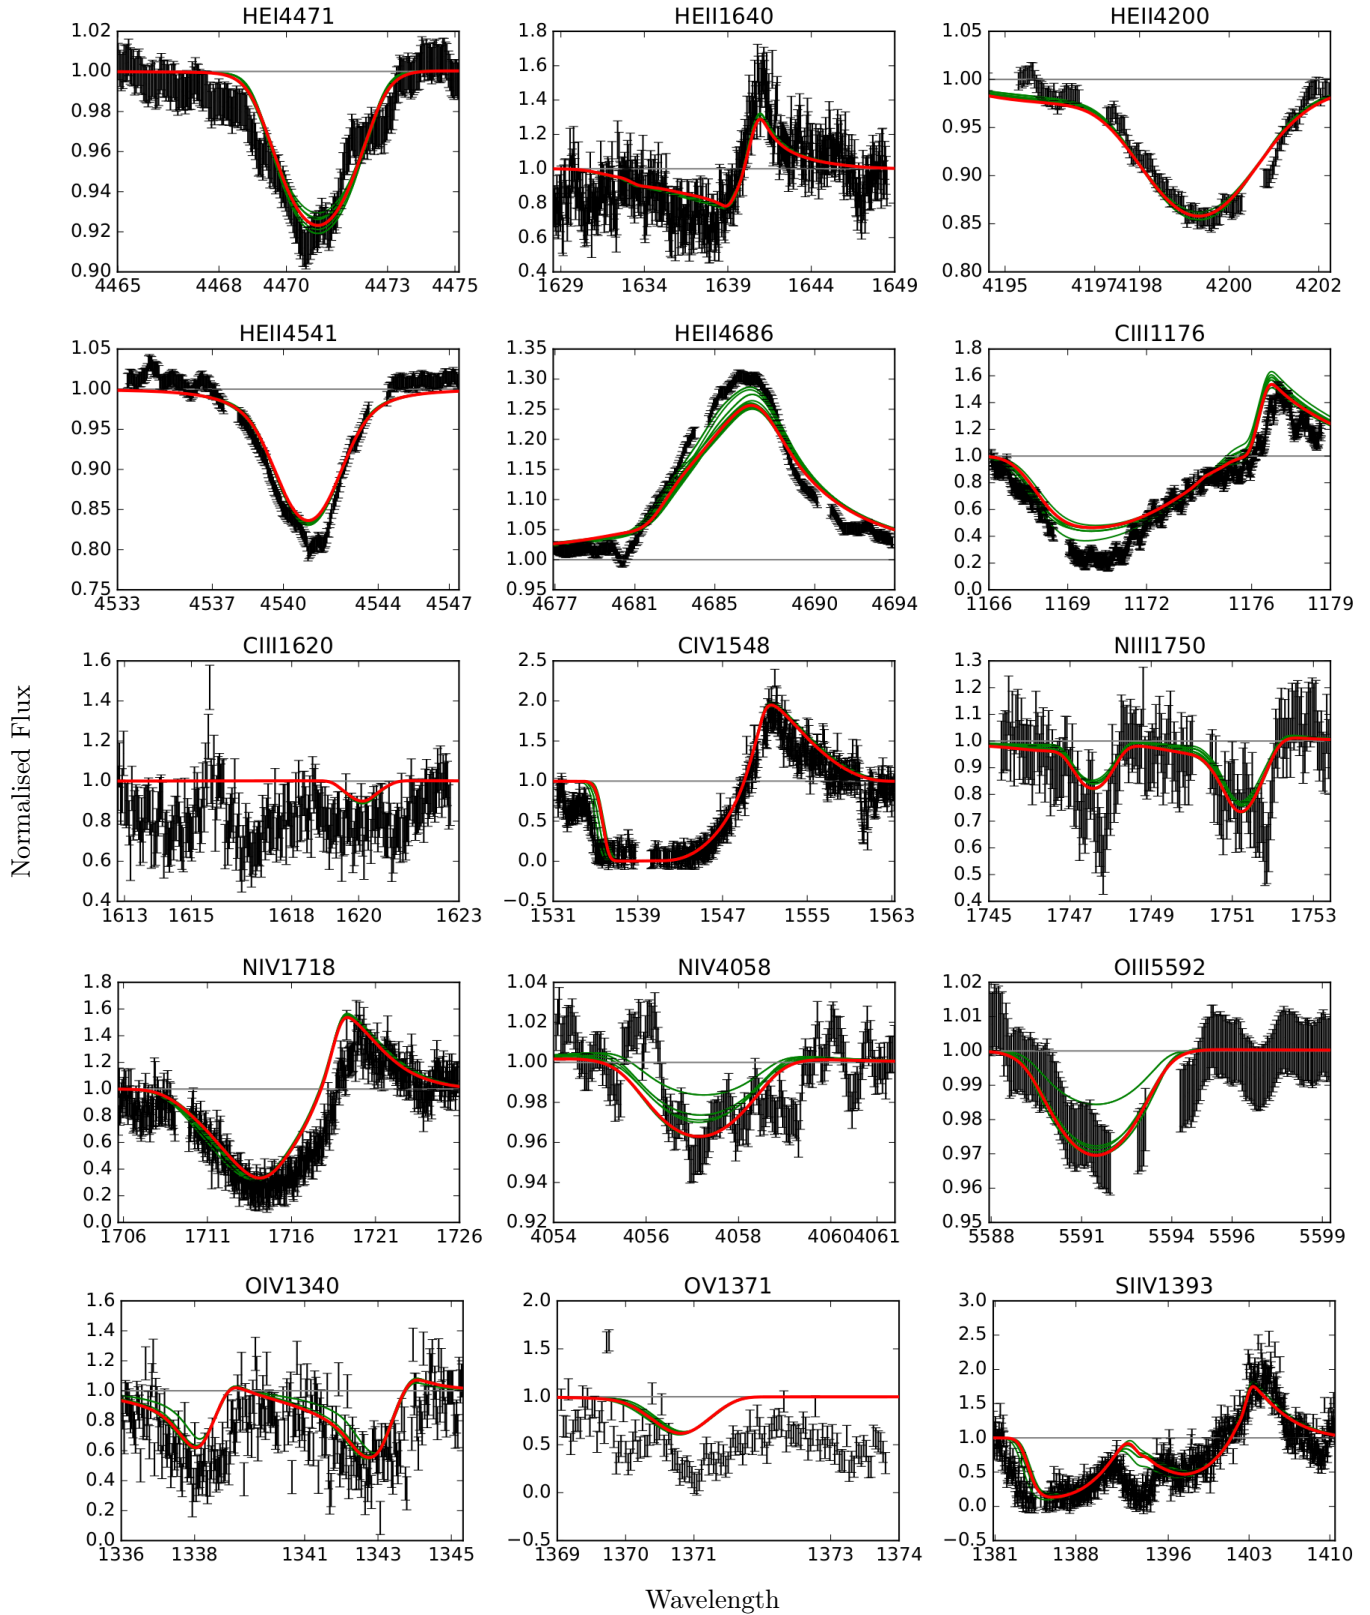 HEI4471 HEII1640 HEII4200
1.02 1.8 1.05
1.00 1.6 1.00
0.98 1.4 0.95
0.96 1.2 0.90
0.94 1.0 0.85
0.92 0.8 0.80
0.90 0.6
0.4
4465 4468 4470 4473 4475 1629 1634 1639 1644 1649 4195 4197 4198 4200 4202
HEII4541 HEII4686 CIII1176
1.05 1.35 1.8
1.00 1.30 1.6
0.95 1.25 1.4
0.90 1.20 1.2
0.85 1.15 1.0
0.80 1.10 0.8
0.75 1.05 0.6
1.00 0.4
0.95 0.2
0.0
4533 4537 4540 4544 4547 4677 4681 4685 4690 4694 1166 1169 1172 1176 1179
CIII1620 CIV1548 NIII1750
1.6 2.5 1.3
1.4 2.0 1.2
1.2 1.5 1.1
1.0 1.0 1.0
0.8 0.5 0.9
0.6 0.0 0.8
0.4 −0.5 0.7
0.6
0.5
0.4
1613 1615 1618 1620 1623 1531 1539 1547 1555 1563 1745 1747 1749 1751 1753
NIV1718 NIV4058 OIII5592
1.8 1.04 1.02
1.6 1.02 1.01
1.4 1.00 1.00
1.2 0.98 0.99
1.0 0.96 0.98
0.8 0.94 0.97
0.6 0.92 0.96
0.4 0.95
0.2
0.0
1706 1711 1716 1721 1726 4054 4056 4058 4060 4061 5588 5591 5594 5596 5599
OIV1340 OV1371 SIIV1393
1.6 2.0 3.0
1.4 1.5 2.5
1.2 1.0 2.0
1.0 0.5 1.5
0.8 0.0 1.0
0.6 −0.5 0.5
0.4 0.0
0.2 −0.5
0.0
1336 1338 1341 1343 1345 1369 1370 1371 1373 1374 1381 1388 1396 1403 1410
Normalised Flux
Wavelength